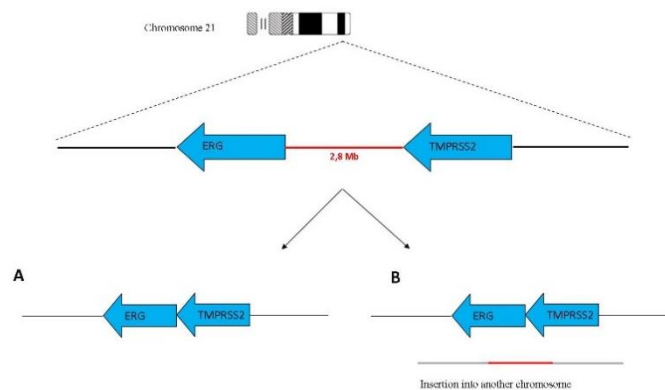 Chromosome 21
ERG
TMPRSS2
2,8 Mb
A
B
ERG
TMPRSS2
ERG
TMPRSS2
Insertion into another chromosome